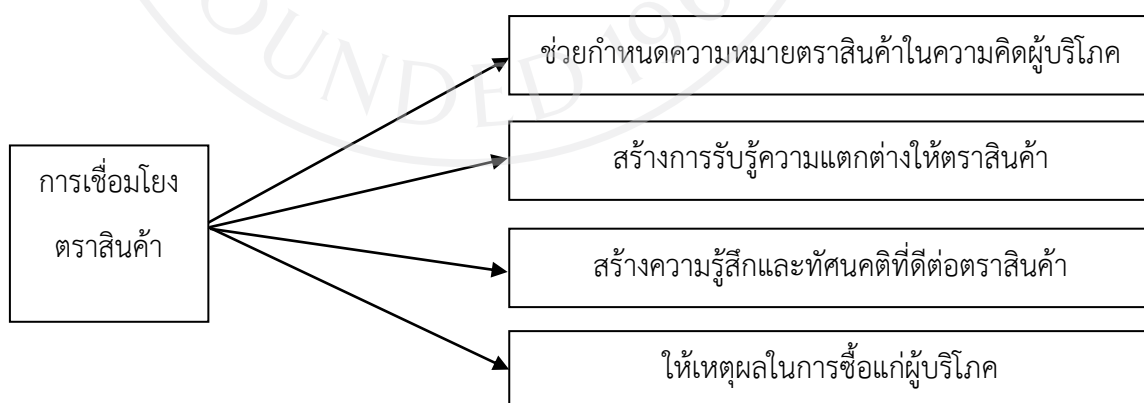 OUNDED 196
ช่วยกำหนดความหมายตราสินค้าในความคิดผู้บริโภค
สร้างการรับรู้ความแตกต่างให้ตราสินค้า
การเชื่อมโยง
ตราสินค้า
สร้างความรู้สึกและทัศนคติที่ดีต่อตราสินค้า
ให้เหตุผลในการซื้อแก่ผู้บริโภค